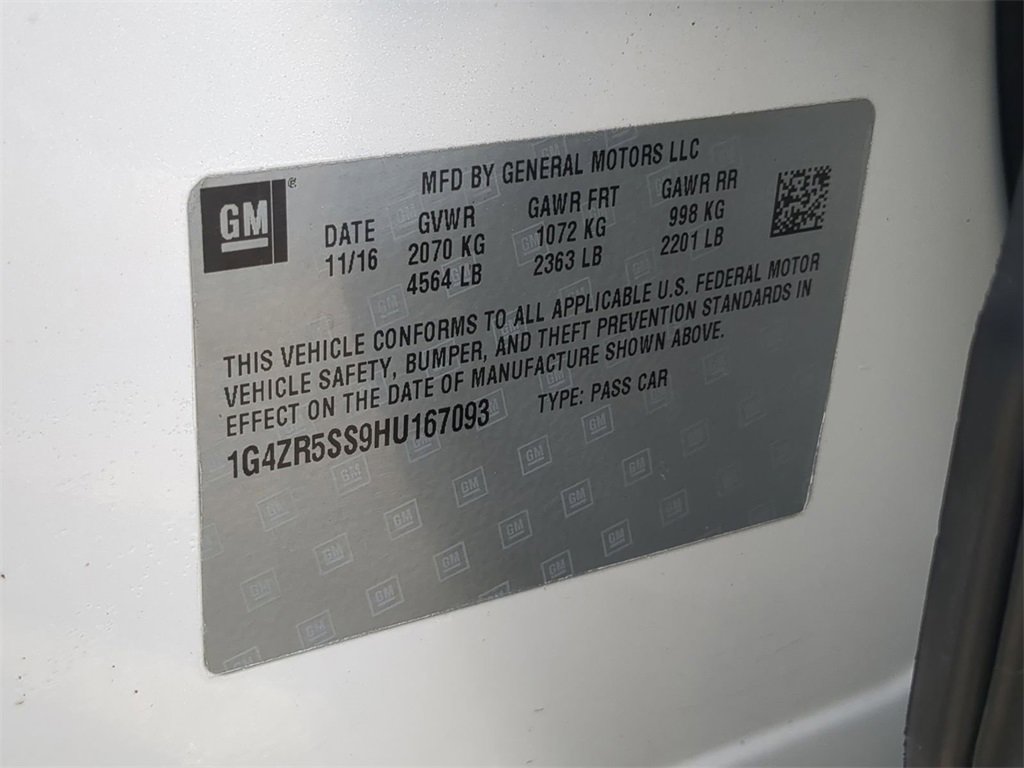 GM®
MFD BY GENERAL MOTORS LLC
DATE GVWR GAWR FRT GAWR RR
11/16 2070 KG 1072 KG 998 KG
4564 LB 2363 LB 2201 LB
THIS VEHICLE CONFORMS TO ALL APPLICABLE U.S. FEDERAL MOTOR
VEHICLE SAFETY, BUMPER, AND THEFT PREVENTION STANDARDS IN
EFFECT ON THE DATE OF MANUFACTURE SHOWN ABOVE.
1G4ZR5SS9HU167093 TYPE: PASS CAR